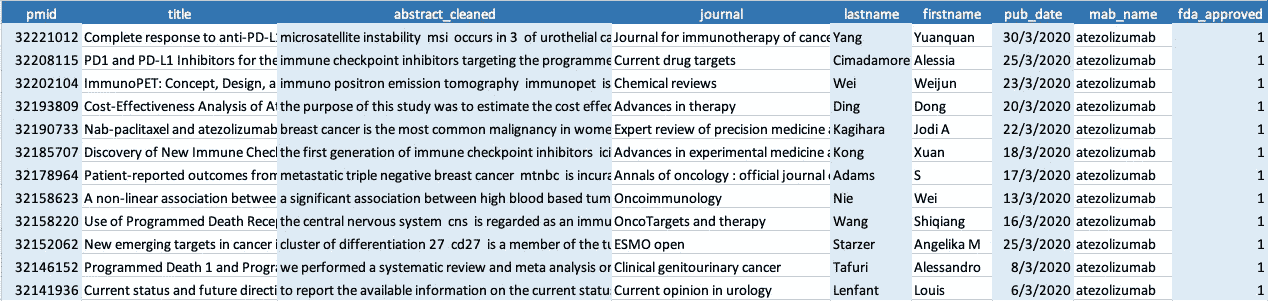 pmid title abstract_cleaned journal lastname firstname pub_date mab_name fda_approved
32221012 Complete response to anti-PD-L microsatellite instability msi occurs in 3 of urothelial ca Journal for immunotherapy of cance Yang Yuanquan 30/3/2020 atezolizumab 1
32208115 PD1 and PD-L1 Inhibitors for the immune checkpoint inhibitors targeting the programme Current drug targets Cimadamore Alessia 25/3/2020 atezolizumab 1
32202104 ImmunoPET: Concept, Design, a immuno positron emission tomography immunopet is Chemical reviews Wei Weijun 23/3/2020 atezolizumab 1
32193809 Cost-Effectiveness Analysis of At the purpose of this study was to estimate the cost effec Advances in therapy Ding Dong 20/3/2020 atezolizumab 1
32190733 Nab-paclitaxel and atezolizumab breast cancer is the most common malignancy in wome Expert review of precision medicine a Kagihara Jodi A 22/3/2020 atezolizumab 1
32185707 Discovery of New Immune Checl the first generation of immune checkpoint inhibitors ici Advances in experimental medicine a Kong Xuan 18/3/2020 atezolizumab 1
32178964 Patient-reported outcomes from metastatic triple negative breast cancer mtnbc is incura Annals of oncology : official journal o Adams S 17/3/2020 atezolizumab 1
32158623 A non-linear association betwee a significant association between high blood based tum Oncoimmunology Nie Wei 13/3/2020 atezolizumab 1
32158220 Use of Programmed Death Rece the central nervous system cns is regarded as an immu OncoTargets and therapy Wang Shiqiang 16/3/2020 atezolizumab 1
32152062 New emerging targets in cancer i cluster of differentiation 27 cd27 is a member of the tu ESMO open Starzer Angelika M 25/3/2020 atezolizumab 1
32146152 Programmed Death 1 and Progra we performed a systematic review and meta analysis or Clinical genitourinary cancer Tafuri Alessandro 8/3/2020 atezolizumab 1
32141936 Current status and future directi to report the available information on the current statu Current opinion in urology Lenfant Louis 6/3/2020 atezolizumab 1